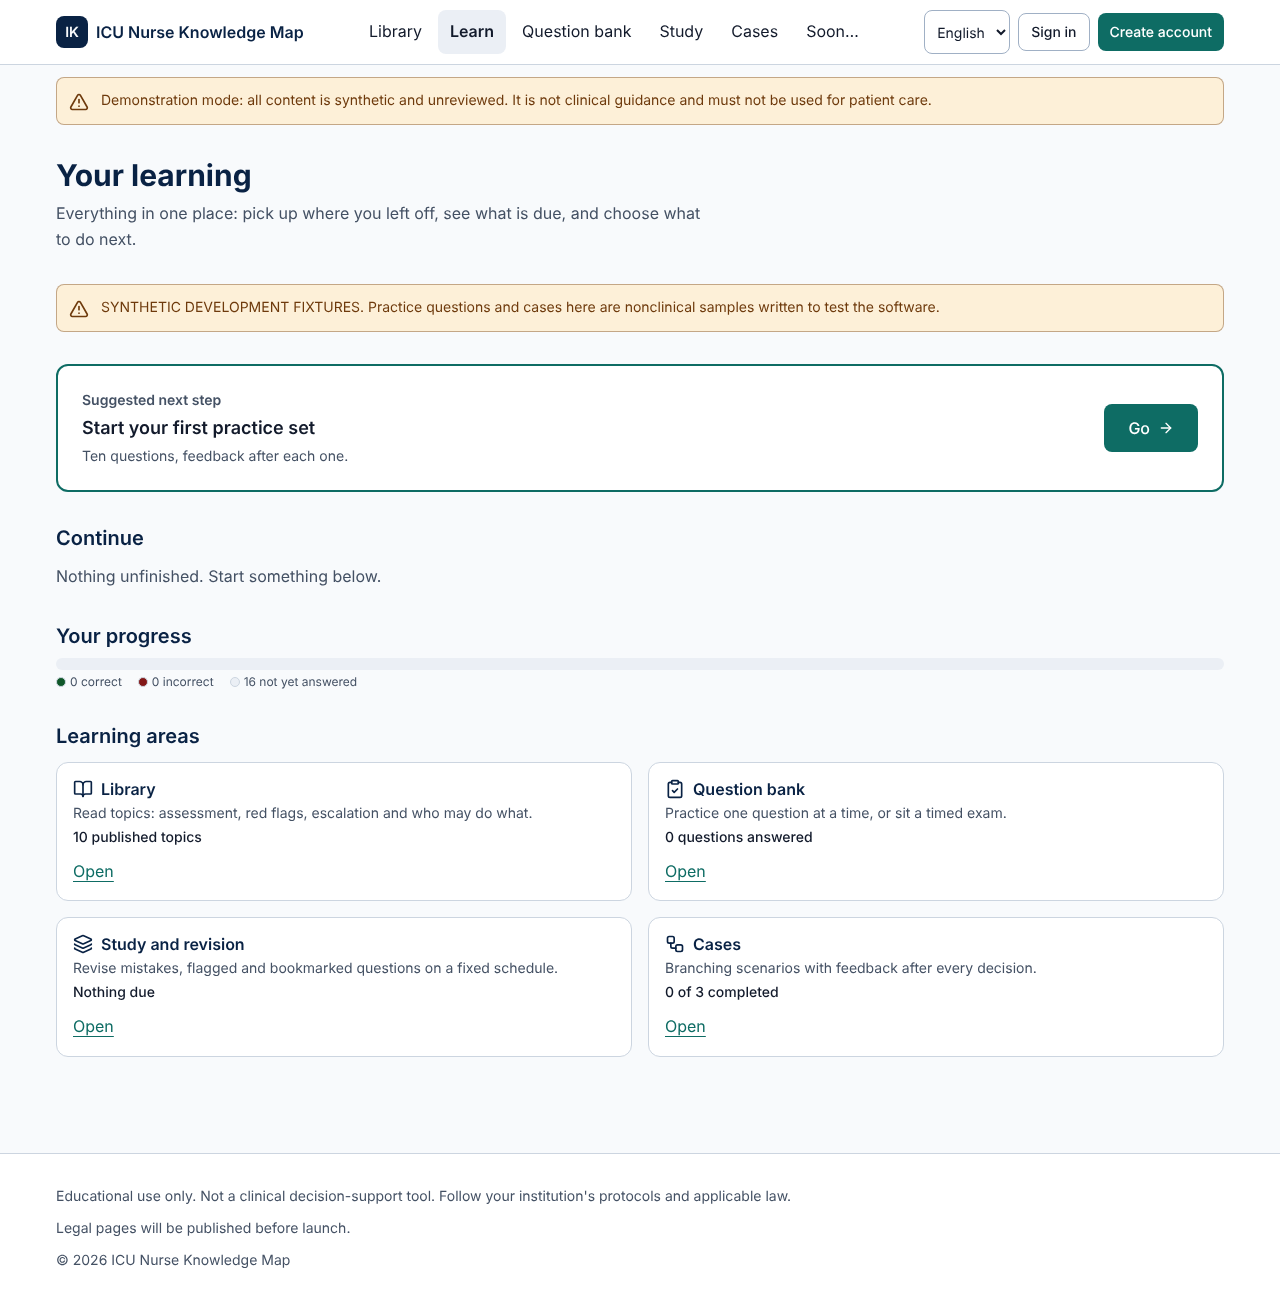 IK ICU Nurse Knowledge Map
Library Learn Question bank Study Cases Soon...
English Sign in Create account
Demonstration mode: all content is synthetic and unreviewed. It is not clinical guidance and must not be used for patient care.
Your learning
Everything in one place: pick up where you left off, see what is due, and choose what
to do next.
SYNTHETIC DEVELOPMENT FIXTURES. Practice questions and cases here are nonclinical samples written to test the software.
Suggested next step
Start your first practice set
Ten questions, feedback after each one.
Go
Continue
Nothing unfinished. Start something below.
Your progress
0 correct 0 incorrect 16 not yet answered
Learning areas
Library
Read topics: assessment, red flags, escalation and who may do what.
10 published topics
Open
Question bank
Practice one question at a time, or sit a timed exam.
0 questions answered
Open
Study and revision
Revise mistakes, flagged and bookmarked questions on a fixed schedule.
Nothing due
Open
Cases
Branching scenarios with feedback after every decision.
0 of 3 completed
Open
Educational use only. Not a clinical decision-support tool. Follow your institution's protocols and applicable law.
Legal pages will be published before launch.
© 2026 ICU Nurse Knowledge Map